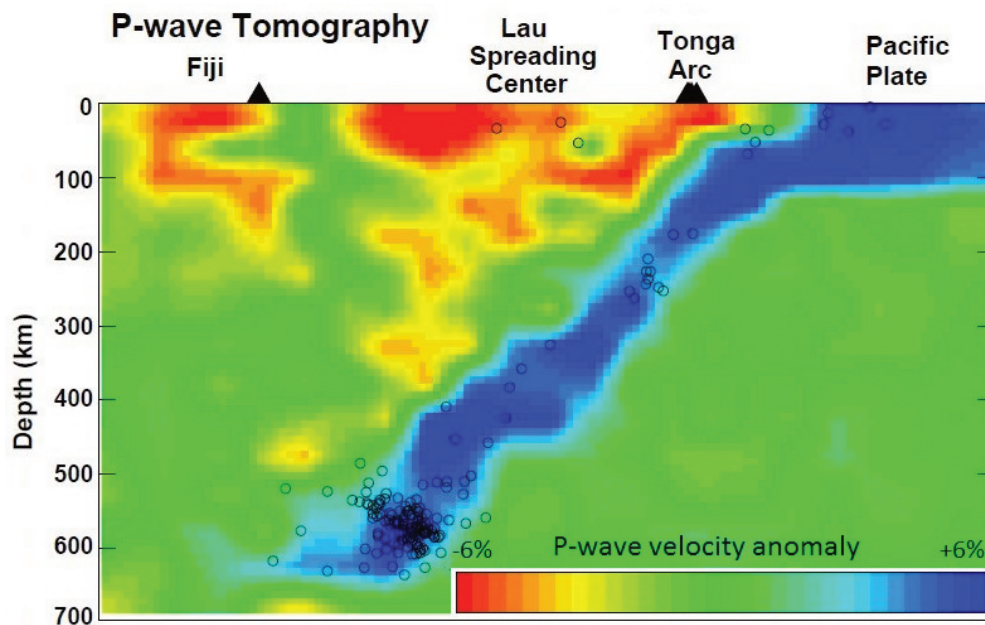 P-wave Tomography
Fiji
Lau
Spreading
Center
Tonga
Arc
Pacific
Plate
0
100
200
300
400
500
600
700
Depth (km)
-6%
P-wave velocity anomaly
+6%